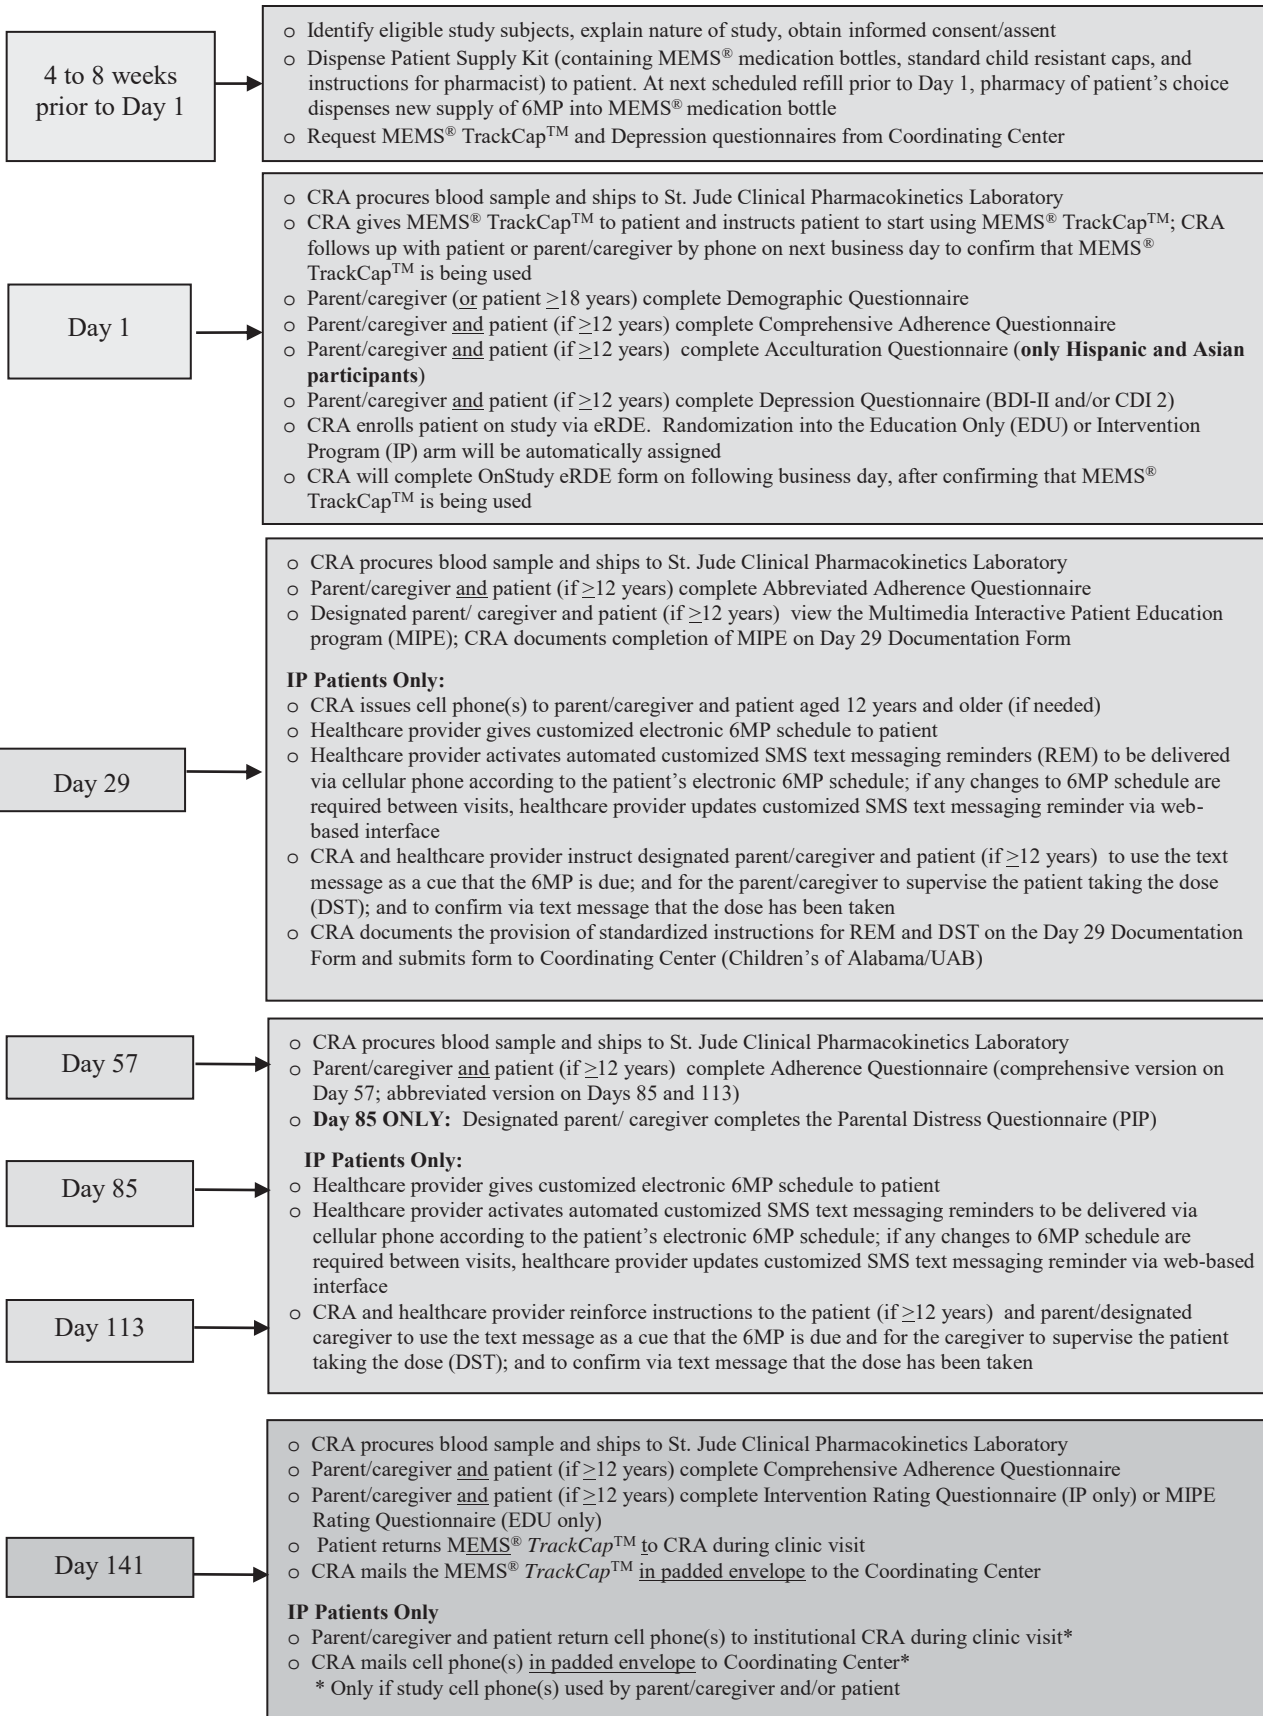 4 to 8 weeks
prior to Day 1
o Identify eligible study subjects, explain nature of study, obtain informed consent/assent
o Dispense Patient Supply Kit (containing MEMS® medication bottles, standard child resistant caps, and
instructions for pharmacist) to patient. At next scheduled refill prior to Day 1, pharmacy of patient's choice
dispenses new supply of 6MP into MEMS® medication bottle
o Request MEMS® TrackCap™ and Depression questionnaires from Coordinating Center
Day 1
o CRA procures blood sample and ships to St. Jude Clinical Pharmacokinetics Laboratory
o CRA gives MEMS® TrackCap™ to patient and instructs patient to start using MEMS® TrackCap™; CRA
follows up with patient or parent/caregiver by phone on next business day to confirm that MEMS®
TrackCap™ is being used
o Parent/caregiver (or patient ≥18 years) complete Demographic Questionnaire
o Parent/caregiver and patient (if ≥12 years) complete Comprehensive Adherence Questionnaire
o Parent/caregiver and patient (if ≥12 years) complete Acculturation Questionnaire (only Hispanic and Asian
participants)
o Parent/caregiver and patient (if ≥12 years) complete Depression Questionnaire (BDI-II and/or CDI 2)
o CRA enrolls patient on study via eRDE. Randomization into the Education Only (EDU) or Intervention
Program (IP) arm will be automatically assigned
o CRA will complete OnStudy eRDE form on following business day, after confirming that MEMS®
TrackCap™ is being used
Day 29
o CRA procures blood sample and ships to St. Jude Clinical Pharmacokinetics Laboratory
o Parent/caregiver and patient (if ≥12 years) complete Abbreviated Adherence Questionnaire
o Designated parent/ caregiver and patient (if ≥12 years) view the Multimedia Interactive Patient Education
program (MIPE); CRA documents completion of MIPE on Day 29 Documentation Form
IP Patients Only:
o CRA issues cell phone(s) to parent/caregiver and patient aged 12 years and older (if needed)
o Healthcare provider gives customized electronic 6MP schedule to patient
o Healthcare provider activates automated customized SMS text messaging reminders (REM) to be delivered
via cellular phone according to the patient's electronic 6MP schedule; if any changes to 6MP schedule are
required between visits, healthcare provider updates customized SMS text messaging reminder via web-
based interface
o CRA and healthcare provider instruct designated parent/caregiver and patient (if ≥12 years) to use the text
message as a cue that the 6MP is due; and for the parent/caregiver to supervise the patient taking the dose
(DST); and to confirm via text message that the dose has been taken
o CRA documents the provision of standardized instructions for REM and DST on the Day 29 Documentation
Form and submits form to Coordinating Center (Children's of Alabama/UAB)
Day 57
Day 85
Day 113
o CRA procures blood sample and ships to St. Jude Clinical Pharmacokinetics Laboratory
o Parent/caregiver and patient (if ≥12 years) complete Adherence Questionnaire (comprehensive version on
Day 57; abbreviated version on Days 85 and 113)
o Day 85 ONLY: Designated parent/ caregiver completes the Parental Distress Questionnaire (PIP)
IP Patients Only:
o Healthcare provider gives customized electronic 6MP schedule to patient
o Healthcare provider activates automated customized SMS text messaging reminders to be delivered via
cellular phone according to the patient's electronic 6MP schedule; if any changes to 6MP schedule are
required between visits, healthcare provider updates customized SMS text messaging reminder via web-based
interface
o CRA and healthcare provider reinforce instructions to the patient (if ≥12 years) and parent/designated
caregiver to use the text message as a cue that the 6MP is due and for the caregiver to supervise the patient
taking the dose (DST); and to confirm via text message that the dose has been taken
Day 141
o CRA procures blood sample and ships to St. Jude Clinical Pharmacokinetics Laboratory
o Parent/caregiver and patient (if ≥12 years) complete Comprehensive Adherence Questionnaire
o Parent/caregiver and patient (if ≥12 years) complete Intervention Rating Questionnaire (IP only) or MIPE
Rating Questionnaire (EDU only)
o Patient returns MEMS® TrackCap™ to CRA during clinic visit
o CRA mails the MEMS® TrackCap™ in padded envelope to the Coordinating Center
IP Patients Only
o Parent/caregiver and patient return cell phone(s) to institutional CRA during clinic visit*
o CRA mails cell phone(s) in padded envelope to Coordinating Center*
* Only if study cell phone(s) used by parent/caregiver and/or patient